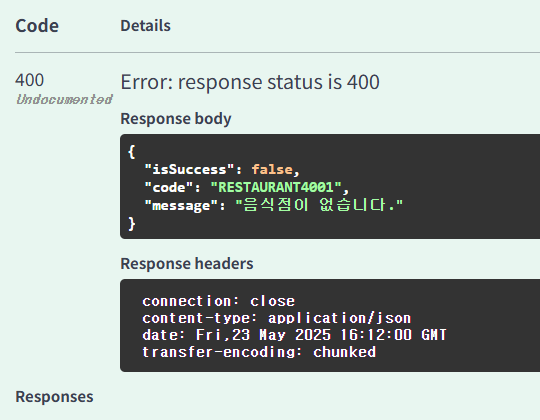 Code Details
400 Error: response status is 400
Undocumented
Response body
{
"isSuccess": false,
"code": "RESTAURANT4001",
"message": "음식점이 없습니다."
}
Response headers
connection: close
content-type: application/json
date: Fri,23 May 2025 16:12:00 GMT
transfer-encoding: chunked
Responses